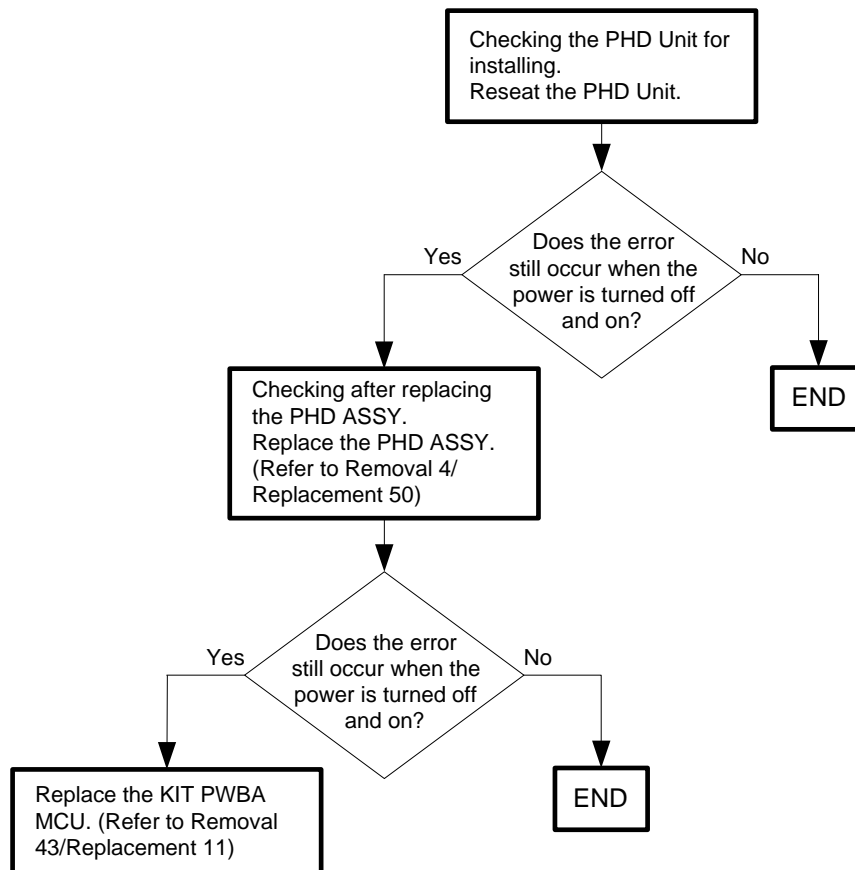 Checking the PHD Unit for
installing.
Reseat the PHD Unit.
Does the error
still occur when the
power is turned off
and on?
Yes
No
END
Checking after replacing
the PHD ASSY.
Replace the PHD ASSY.
(Refer to Removal 4/
Replacement 50)
Does the error
still occur when the
power is turned off
and on?
Yes
No
END
Replace the KIT PWBA
MCU. (Refer to Removal
43/Replacement 11)